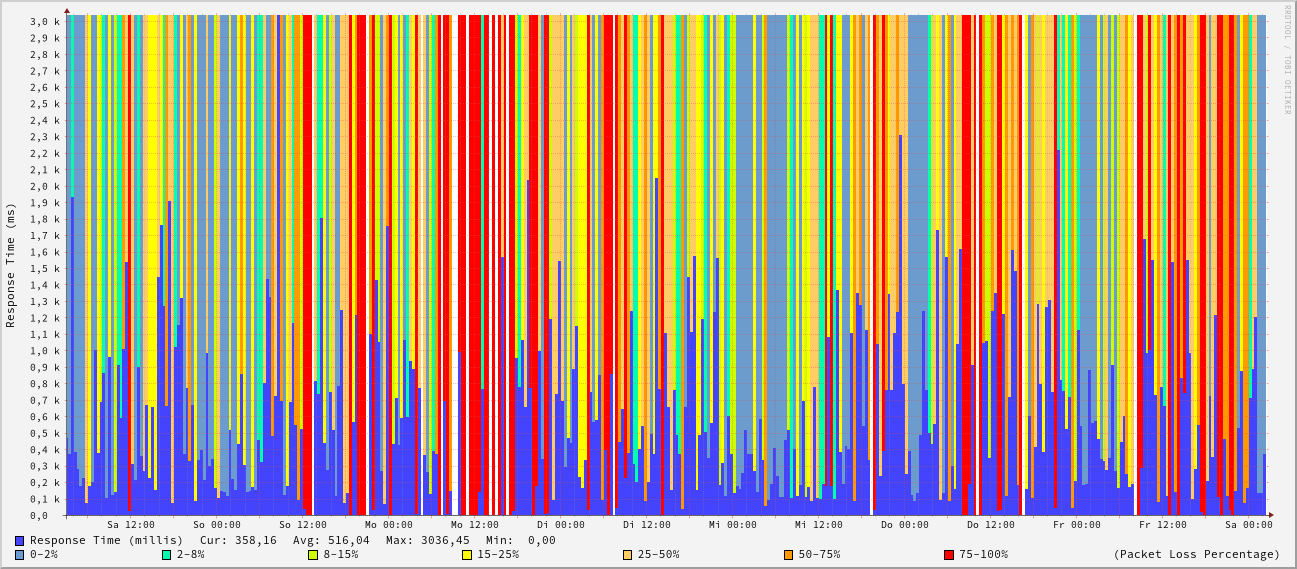 RRDTOOL / TOBI OETIKER
Response Time (ms)
3,0 k
2,9 k
2,8 k
2,7 k
2,6 k
2,5 k
2,4 k
2,3 k
2,2 k
2,1 k
2,0 k
1,9 k
1,8 k
1,7 k
1,6 k
1,5 k
1,4 k
1,3 k
1,2 k
1,1 k
1,0 k
0,9 k
0,8 k
0,7 k
0,6 k
0,5 k
0,4 k
0,3 k
0,2 k
0,1 k
0,0
Sa 12:00 So 00:00 So 12:00 Mo 00:00 Mo 12:00 Di 00:00 Di 12:00 Mi 00:00 Mi 12:00 Do 00:00 Do 12:00 Fr 00:00 Fr 12:00 Sa 00:00
Response Time (millis) Cur: 358,16 Avg: 516,04 Max: 3036,45 Min: 0,00
0-2% 2-8% 8-15% 15-25% 25-50% 50-75% 75-100% (Packet Loss Percentage)